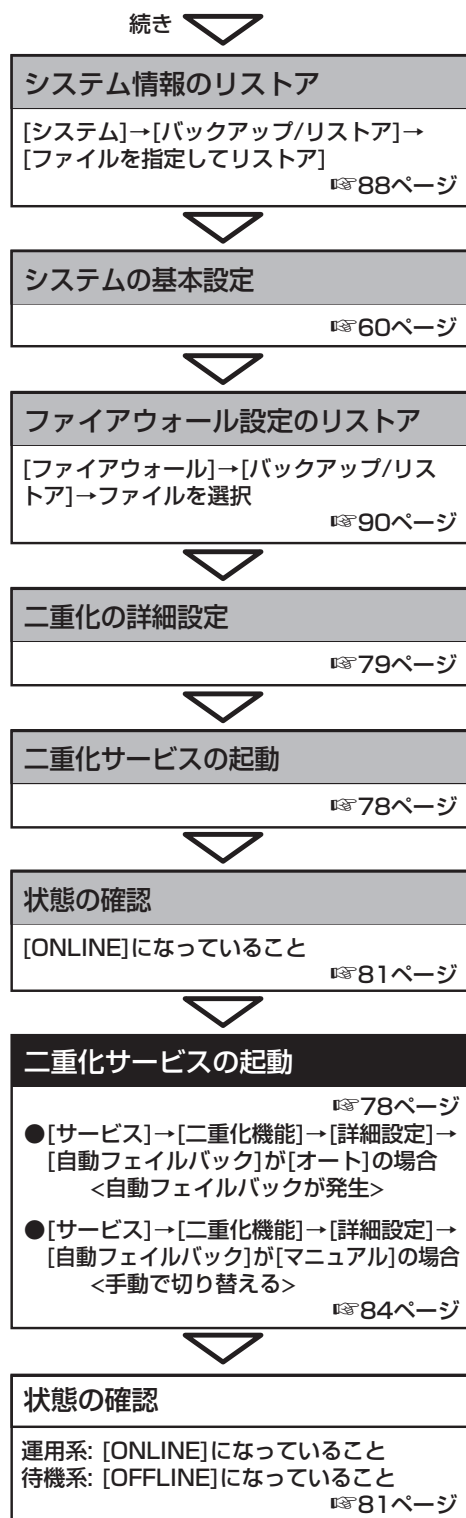 続き
システム情報のリストア
[システム]→[バックアップ/リストア]→
[ファイルを指定してリストア]
☞88ページ
システムの基本設定
☞60ページ
ファイアウォール設定のリストア
[ファイアウォール]→[バックアップ/リス
トア]→ファイルを選択
☞90ページ
二重化の詳細設定
☞79ページ
二重化サービスの起動
☞78ページ
状態の確認
[ONLINE]になっていること
☞81ページ
二重化サービスの起動
☞78ページ
●[サービス]→[二重化機能]→[詳細設定]→
[自動フェイルバック]が[オート]の場合
<自動フェイルバックが発生>
●[サービス]→[二重化機能]→[詳細設定]→
[自動フェイルバック]が[マニュアル]の場合
<手動で切り替える>
☞84ページ
状態の確認
運用系: [ONLINE]になっていること
待機系: [OFFLINE]になっていること
☞81ページ